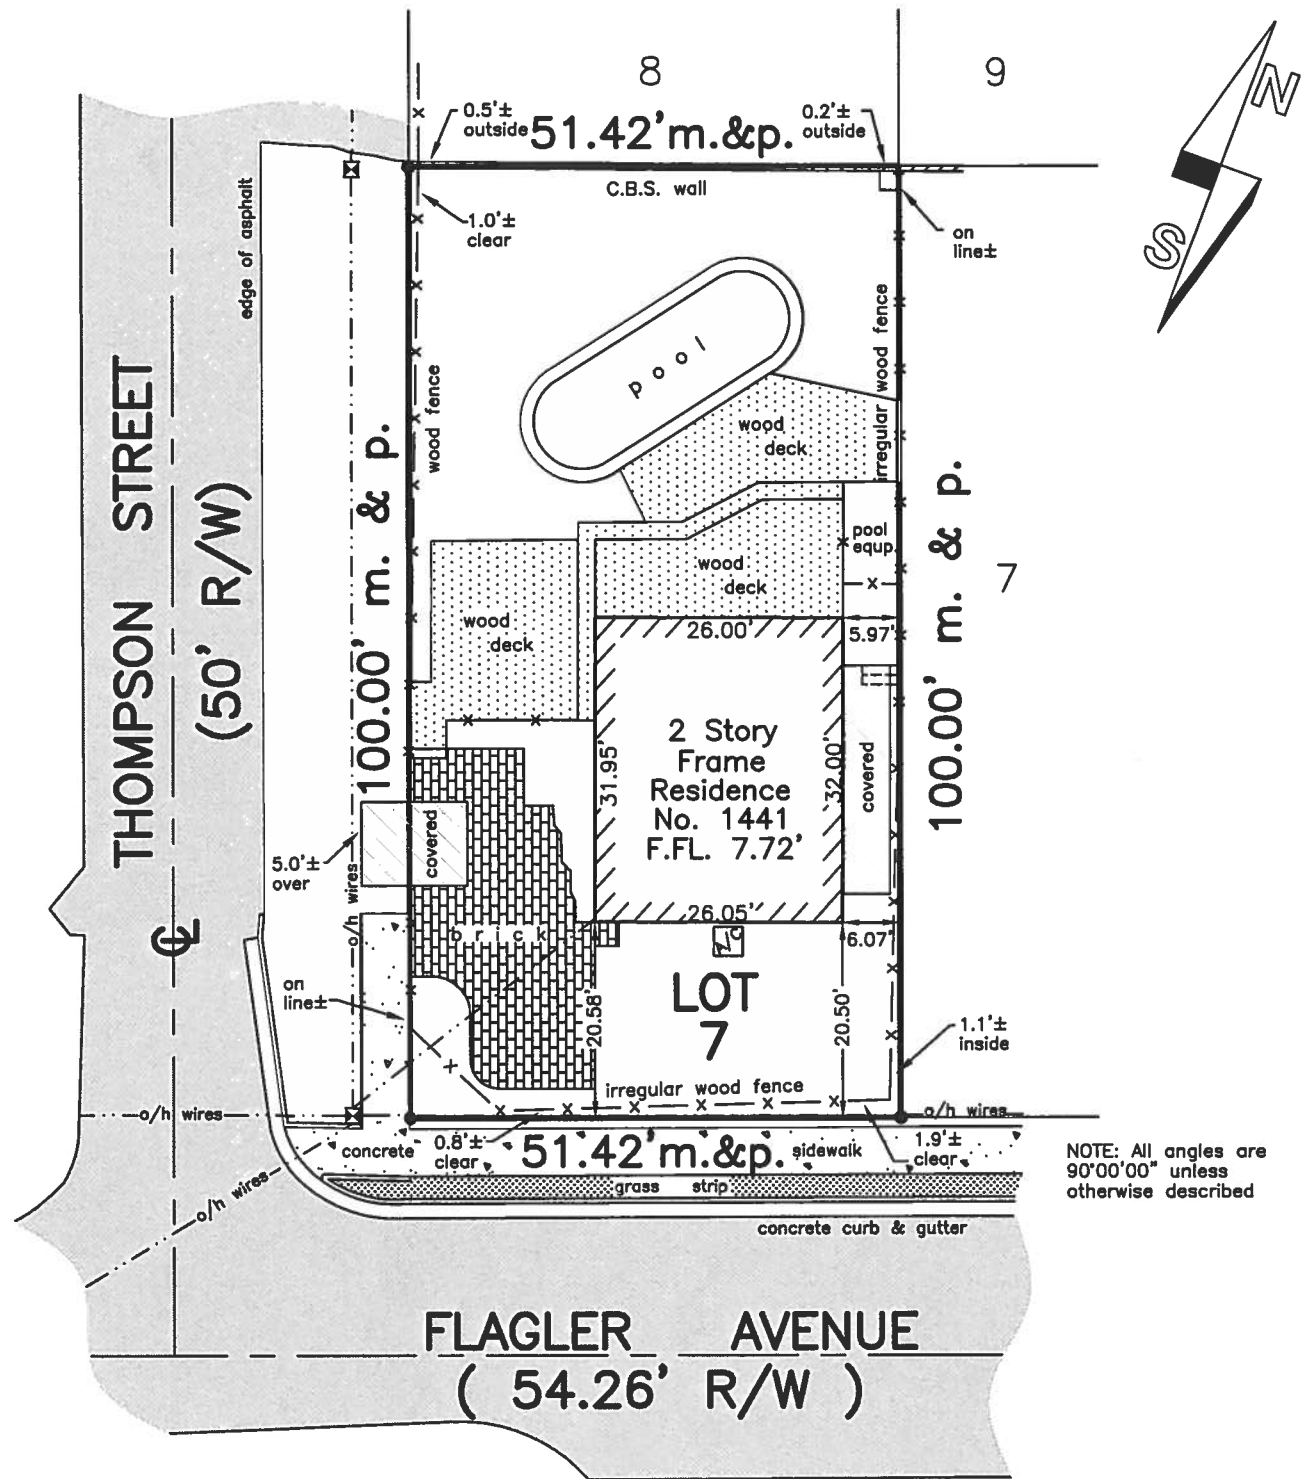 8
9
N
S
0.5'±
outside
51.42'm.&p.
0.2'±
outside
C.B.S. wall
1.0'±
clear
on
line±
edge of asphalt
wood fence
irregular wood fence
pool
wood
deck
THOMPSON STREET
(50' R/W)
100.00' m. & p.
100.00' m. & p.
7
pool
equp.
wood
deck
wood
deck
26.00'
5.97'
2 Story
Frame
Residence
No. 1441
F.FL. 7.72'
31.95'
32.00'
covered
covered
5.0'±
over
o/h wires
26.05'
6.07'
brick
A/C
CL
on
line±
LOT
7
20.58'
20.50'
1.1'±
inside
irregular wood fence
o/h wires
o/h wires
o/h wires
concrete
0.8'±
clear
51.42'm.&p.
sidewalk
1.9'±
clear
grass strip
concrete curb & gutter
NOTE: All angles are
90°00'00" unless
otherwise described
FLAGLER AVENUE
( 54.26' R/W )